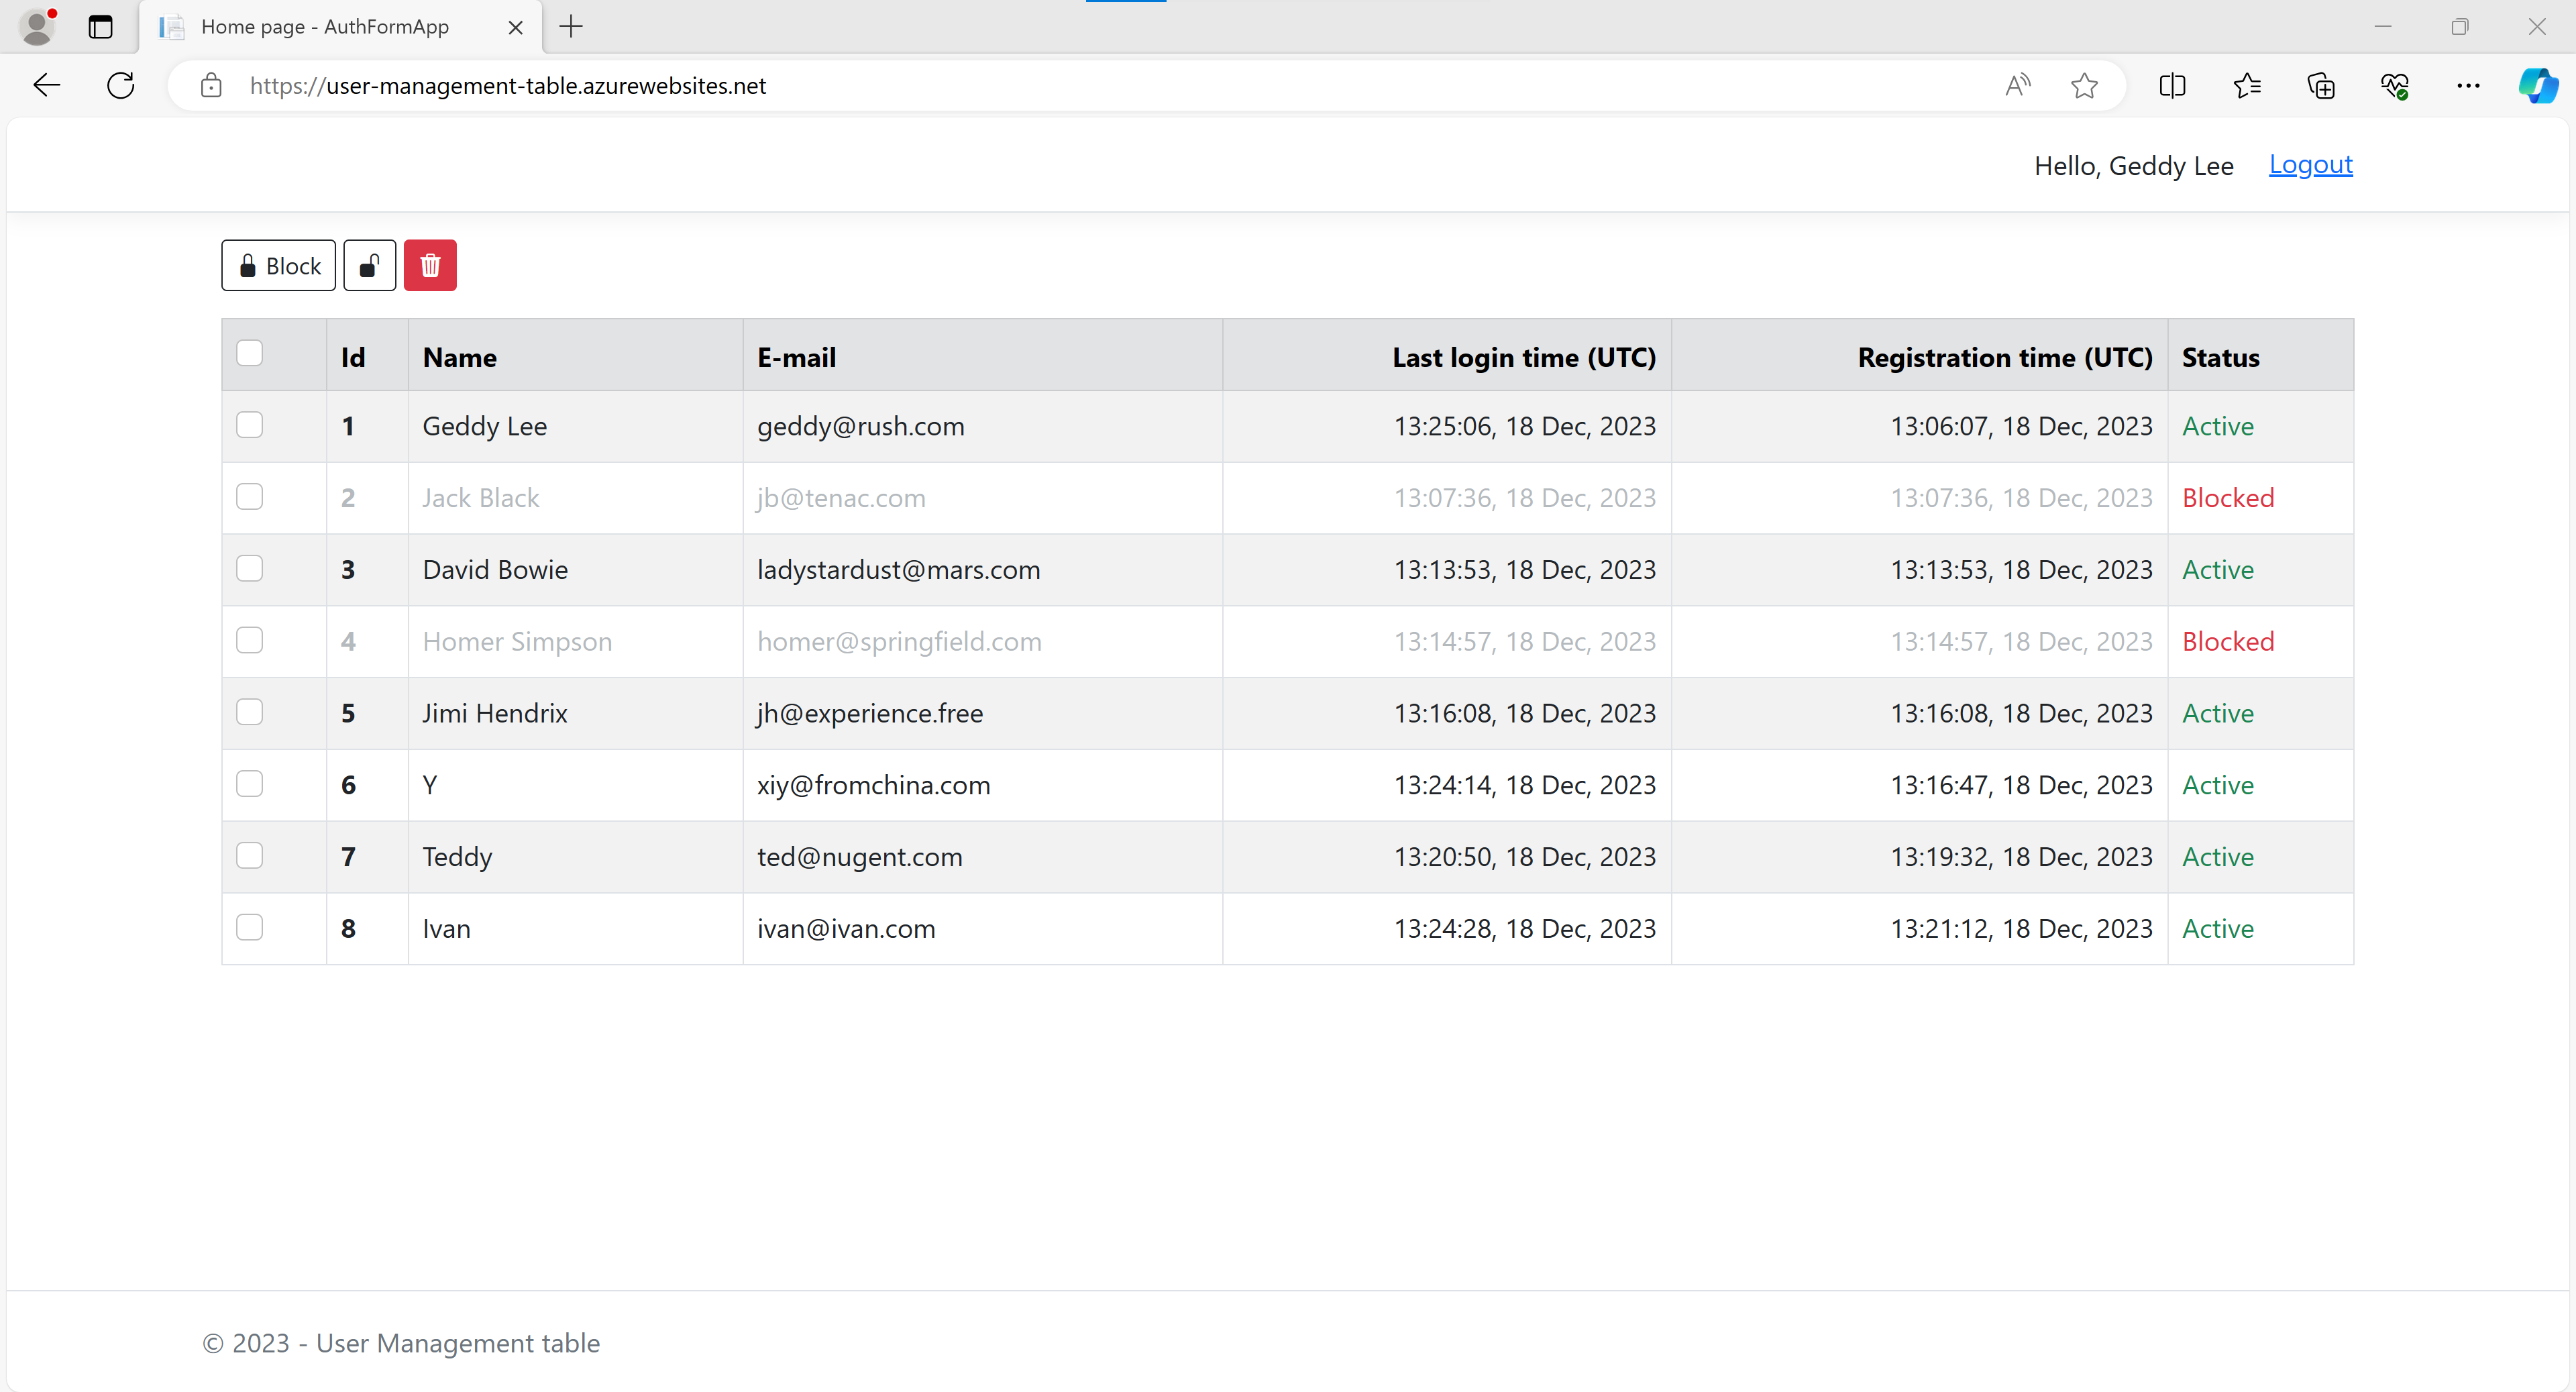 Home page - AuthFormApp
https://user-management-table.azurewebsites.net
Hello, Geddy Lee Logout
Block
Id Name E-mail Last login time (UTC) Registration time (UTC) Status
1 Geddy Lee geddy@rush.com 13:25:06, 18 Dec, 2023 13:06:07, 18 Dec, 2023 Active
2 Jack Black jb@tenac.com 13:07:36, 18 Dec, 2023 13:07:36, 18 Dec, 2023 Blocked
3 David Bowie ladystardust@mars.com 13:13:53, 18 Dec, 2023 13:13:53, 18 Dec, 2023 Active
4 Homer Simpson homer@springfield.com 13:14:57, 18 Dec, 2023 13:14:57, 18 Dec, 2023 Blocked
5 Jimi Hendrix jh@experience.free 13:16:08, 18 Dec, 2023 13:16:08, 18 Dec, 2023 Active
6 Y xiy@fromchina.com 13:24:14, 18 Dec, 2023 13:16:47, 18 Dec, 2023 Active
7 Teddy ted@nugent.com 13:20:50, 18 Dec, 2023 13:19:32, 18 Dec, 2023 Active
8 Ivan ivan@ivan.com 13:24:28, 18 Dec, 2023 13:21:12, 18 Dec, 2023 Active
© 2023 - User Management table